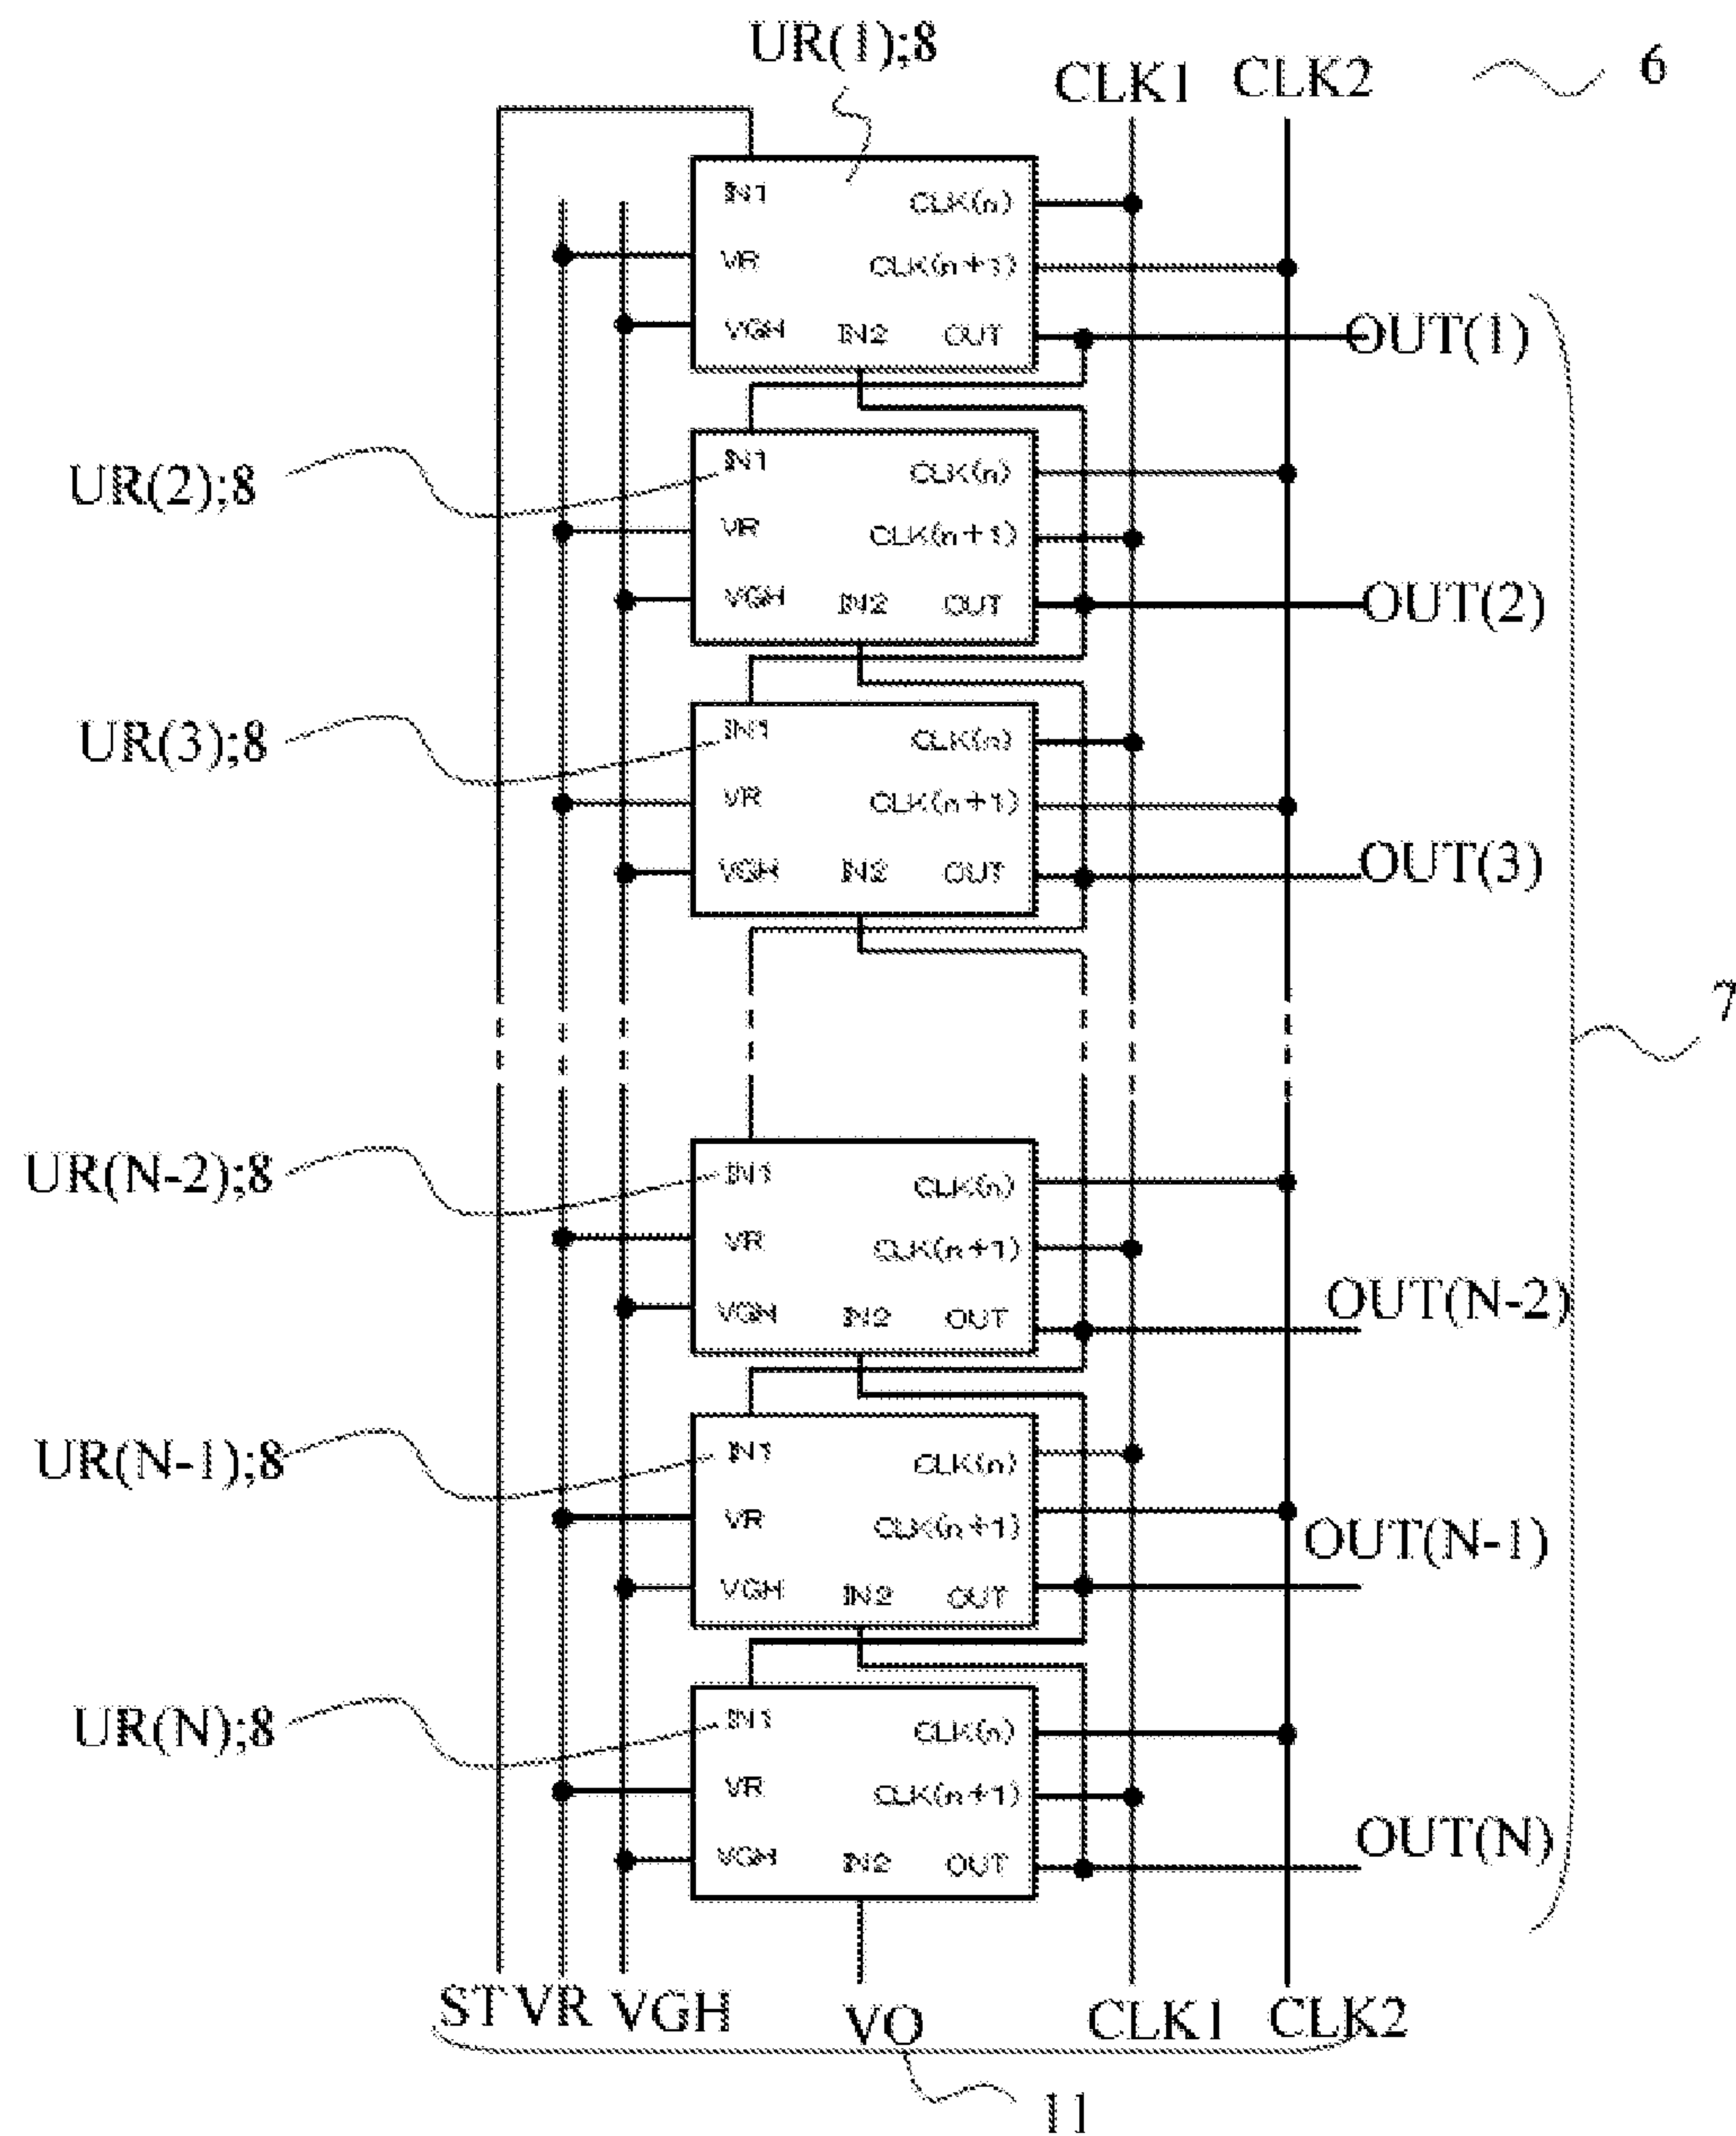 UR(1);8
CLK1
CLK2
6
IN1
CLK(n)
VR
CLK(n+1)
VGH
IN2
OUT
OUT(1)
UR(2);8
IN1
CLK(n)
VR
CLK(n+1)
VGH
IN2
OUT
OUT(2)
UR(3);8
IN1
CLK(n)
VR
CLK(n+1)
VGH
IN2
OUT
OUT(3)
7
UR(N-2);8
IN1
CLK(n)
VR
CLK(n+1)
VGH
IN2
OUT
OUT(N-2)
UR(N-1);8
IN1
CLK(n)
VR
CLK(n+1)
VGH
IN2
OUT
OUT(N-1)
UR(N);8
IN1
CLK(n)
VR
CLK(n+1)
VGH
IN2
OUT
OUT(N)
ST
VR
VGH
VO
CLK1
CLK2
11